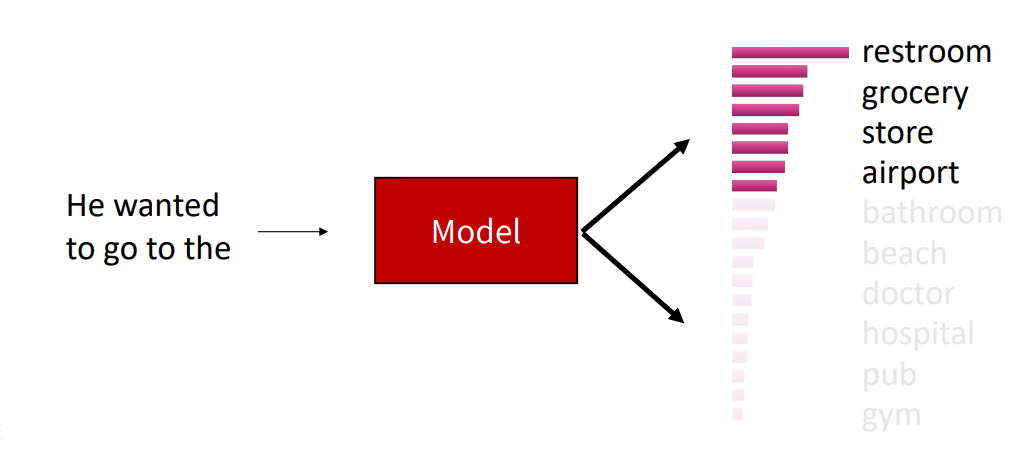 He wanted
to go to the
Model
restroom
grocery
store
airport
bathroom
beach
doctor
hospital
pub
gym